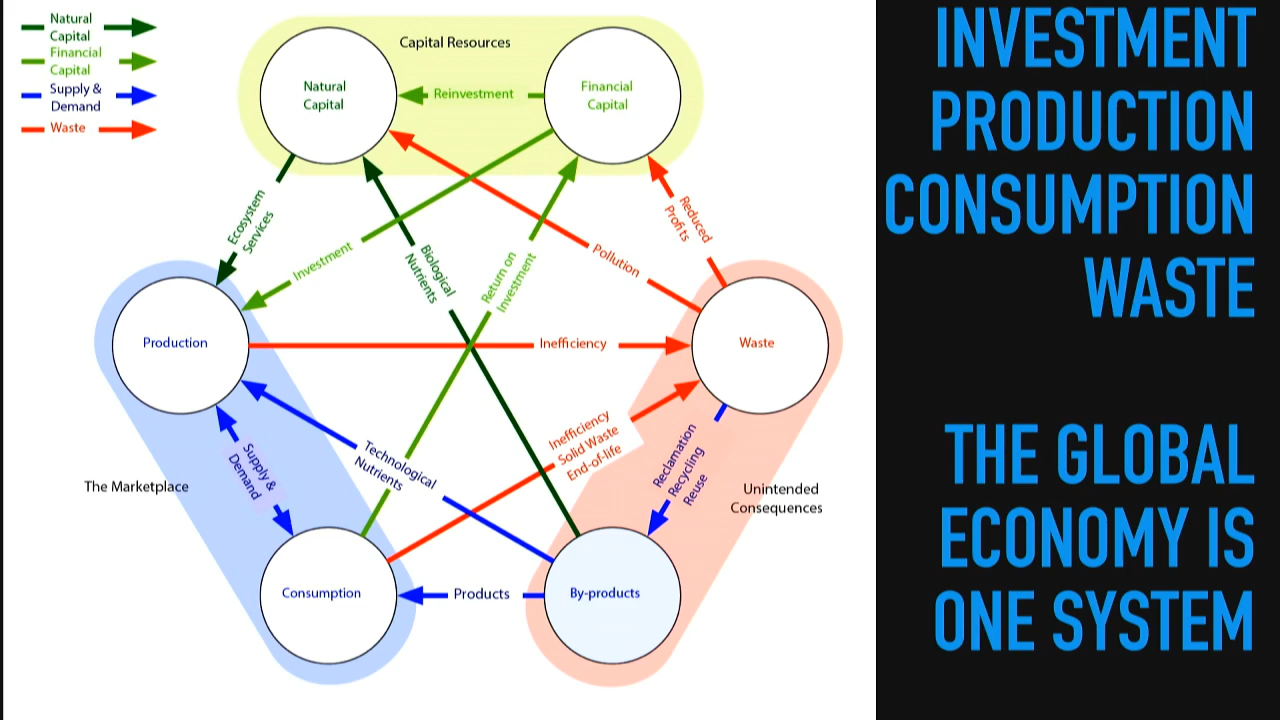 Natural
Capital
Financial
Capital
Supply &
Demand
Waste
Capital Resources
Natural
Capital
Reinvestment
Financial
Capital
Ecosystem
Services
Investment
Biological
Nutrients
Return on
Investment
Pollution
Reduced
Profits
Production
Inefficiency
Waste
Supply &
Demand
Technological
Nutrients
Inefficiency
Solid Waste
End-of-life
Reclamation
Recycling
Reuse
The Marketplace
Unintended
Consequences
Consumption
Products
By-products
INVESTMENT
PRODUCTION
CONSUMPTION
WASTE
THE GLOBAL
ECONOMY IS
ONE SYSTEM